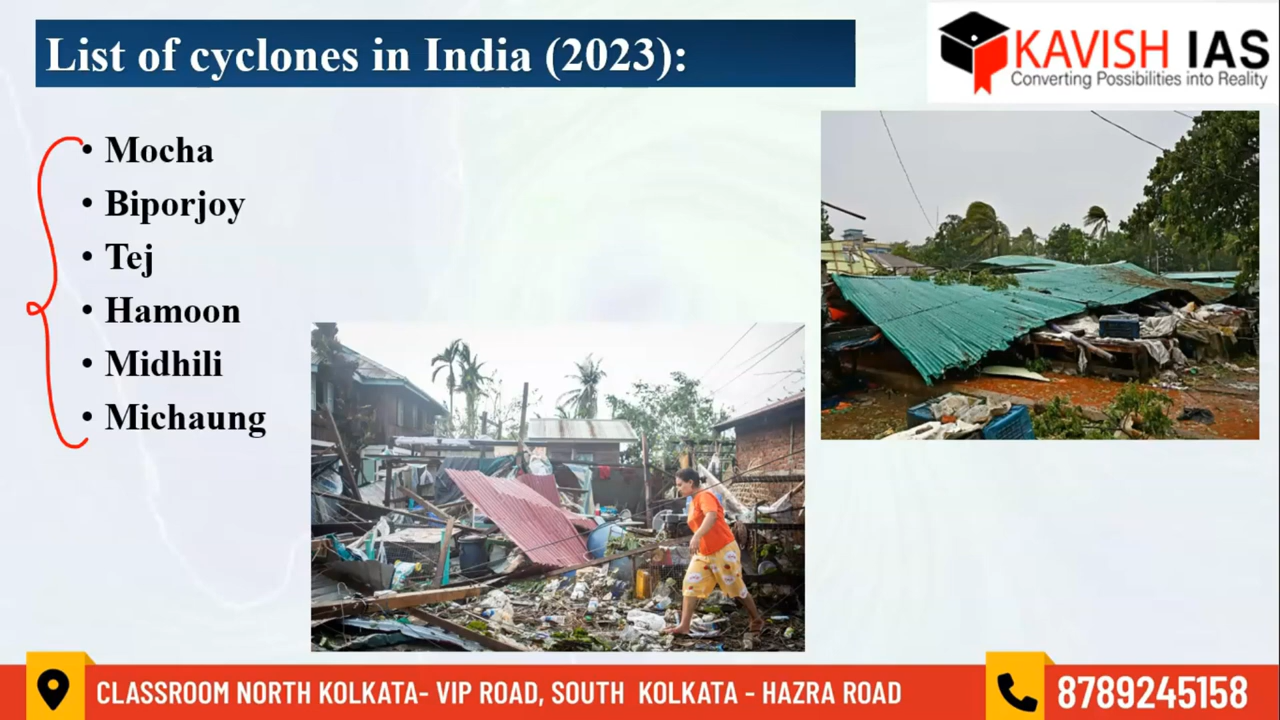 List of cyclones in India (2023):
KAVISH IAS
Converting Possibilities into Reality
• Mocha
• Biporjoy
• Tej
• Hamoon
• Midhili
• Michaung
CLASSROOM NORTH KOLKATA- VIP ROAD, SOUTH KOLKATA - HAZRA ROAD
8789245158